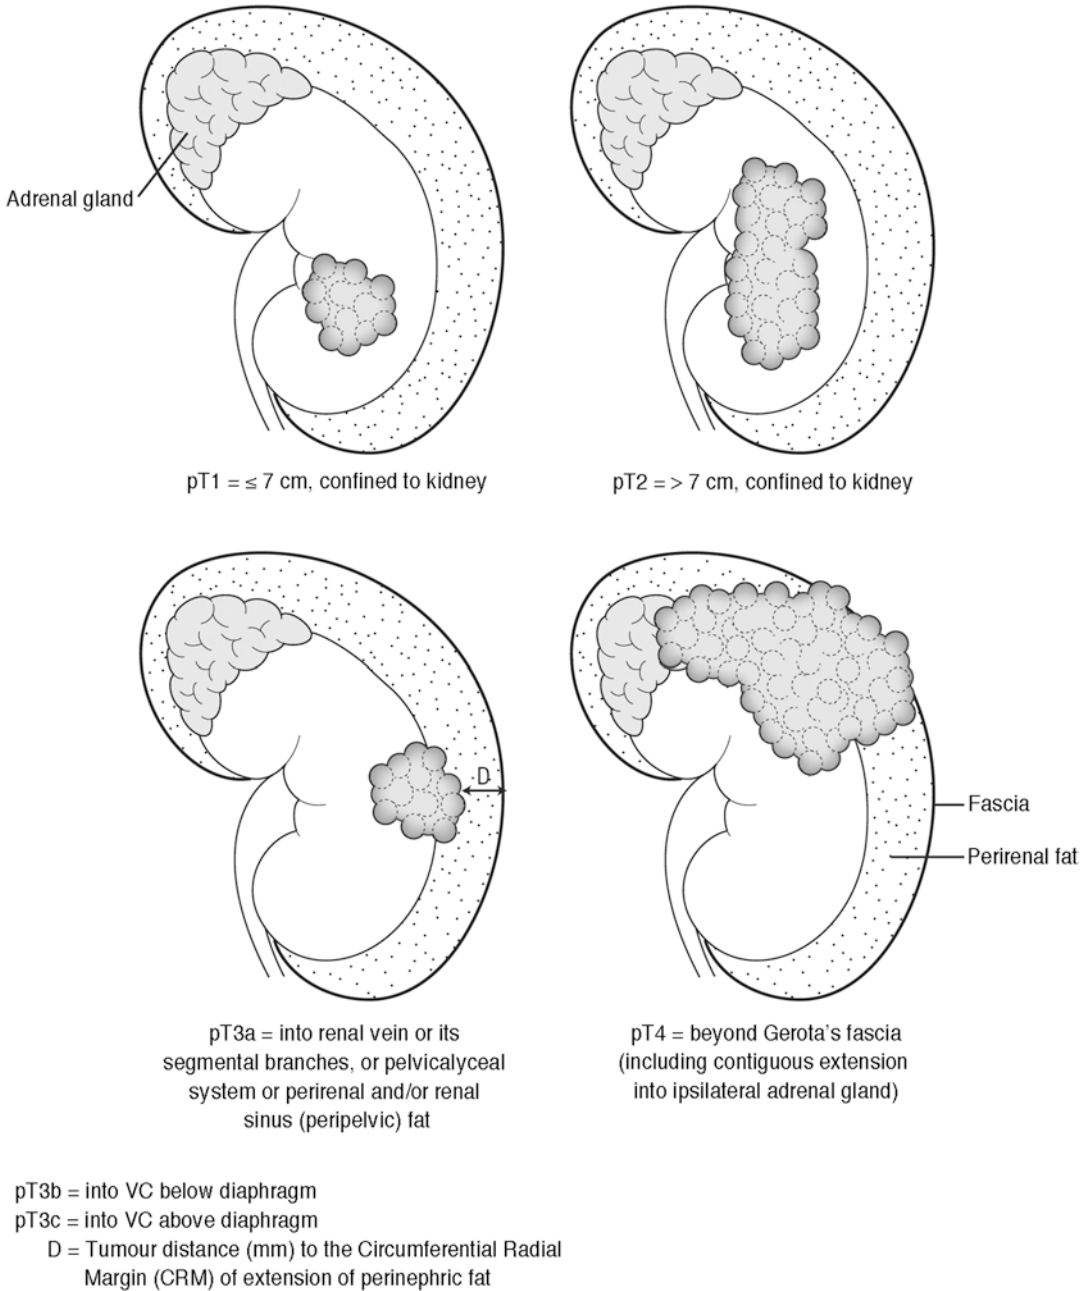 Adrenal gland
pT1 = ≤ 7 cm, confined to kidney
pT2 = > 7 cm, confined to kidney
D
Fascia
Perirenal fat
pT3a = into renal vein or its
segmental branches, or pelvicalyceal
system or perirenal and/or renal
sinus (peripelvic) fat
pT4 = beyond Gerota's fascia
(including contiguous extension
into ipsilateral adrenal gland)
pT3b = into VC below diaphragm
pT3c = into VC above diaphragm
D = Tumour distance (mm) to the Circumferential Radial
Margin (CRM) of extension of perinephric fat